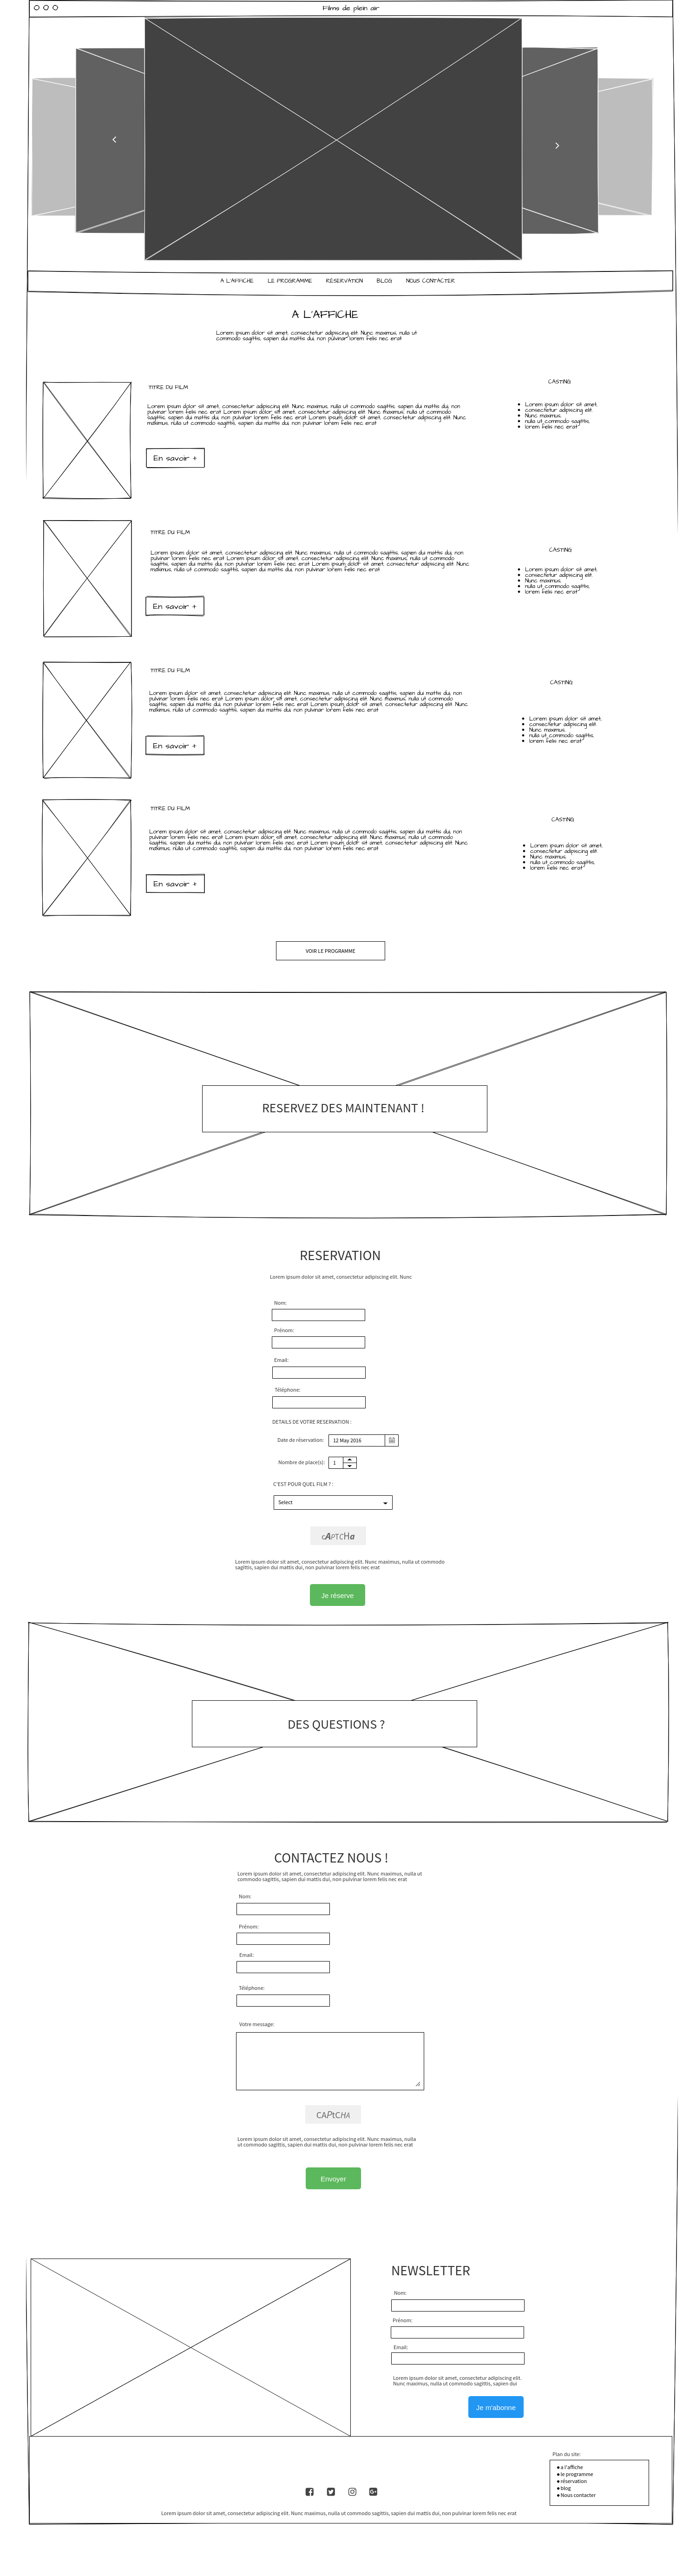 Films de plein air
A L'AFFICHE LE PROGRAMME RÉSERVATION BLOG NOUS CONTACTER
A L'AFFICHE
Lorem ipsum dolor sit amet, consectetur adipiscing elit. Nunc maximus, nulla ut
commodo sagittis, sapien dui mattis dui, non pulvinar lorem felis nec erat
TITRE DU FILM
Lorem ipsum dolor sit amet, consectetur adipiscing elit. Nunc maximus, nulla ut commodo sagittis, sapien dui mattis dui, non
pulvinar lorem felis nec erat Lorem ipsum dolor sit amet, consectetur adipiscing elit. Nunc maximus, nulla ut commodo
sagittis, sapien dui mattis dui, non pulvinar lorem felis nec erat Lorem ipsum dolor sit amet, consectetur adipiscing elit. Nunc
maximus, nulla ut commodo sagittis, sapien dui mattis dui, non pulvinar lorem felis nec erat
En savoir +
CASTING
Lorem ipsum dolor sit amet,
consectetur adipiscing elit.
Nunc maximus,
nulla ut commodo sagittis,
lorem felis nec erat
TITRE DU FILM
Lorem ipsum dolor sit amet, consectetur adipiscing elit. Nunc maximus, nulla ut commodo sagittis, sapien dui mattis dui, non
pulvinar lorem felis nec erat Lorem ipsum dolor sit amet, consectetur adipiscing elit. Nunc maximus, nulla ut commodo
sagittis, sapien dui mattis dui, non pulvinar lorem felis nec erat Lorem ipsum dolor sit amet, consectetur adipiscing elit. Nunc
maximus, nulla ut commodo sagittis, sapien dui mattis dui, non pulvinar lorem felis nec erat
En savoir +
CASTING
Lorem ipsum dolor sit amet,
consectetur adipiscing elit.
Nunc maximus,
nulla ut commodo sagittis,
lorem felis nec erat
TITRE DU FILM
Lorem ipsum dolor sit amet, consectetur adipiscing elit. Nunc maximus, nulla ut commodo sagittis, sapien dui mattis dui, non
pulvinar lorem felis nec erat Lorem ipsum dolor sit amet, consectetur adipiscing elit. Nunc maximus, nulla ut commodo
sagittis, sapien dui mattis dui, non pulvinar lorem felis nec erat Lorem ipsum dolor sit amet, consectetur adipiscing elit. Nunc
maximus, nulla ut commodo sagittis, sapien dui mattis dui, non pulvinar lorem felis nec erat
En savoir +
CASTING
Lorem ipsum dolor sit amet,
consectetur adipiscing elit.
Nunc maximus,
nulla ut commodo sagittis,
lorem felis nec erat
TITRE DU FILM
Lorem ipsum dolor sit amet, consectetur adipiscing elit. Nunc maximus, nulla ut commodo sagittis, sapien dui mattis dui, non
pulvinar lorem felis nec erat Lorem ipsum dolor sit amet, consectetur adipiscing elit. Nunc maximus, nulla ut commodo
sagittis, sapien dui mattis dui, non pulvinar lorem felis nec erat Lorem ipsum dolor sit amet, consectetur adipiscing elit. Nunc
maximus, nulla ut commodo sagittis, sapien dui mattis dui, non pulvinar lorem felis nec erat
En savoir +
CASTING
Lorem ipsum dolor sit amet,
consectetur adipiscing elit.
Nunc maximus,
nulla ut commodo sagittis,
lorem felis nec erat
VOIR LE PROGRAMME
RESERVEZ DES MAINTENANT !
RESERVATION
Lorem ipsum dolor sit amet, consectetur adipiscing elit. Nunc
Nom:
Prénom:
Email:
Téléphone:
DETAILS DE VOTRE RESERVATION :
Date de réservation: 12 May 2016
Nombre de place(s): 1
C'EST POUR QUEL FILM ? :
Select
cAPTCHa
Lorem ipsum dolor sit amet, consectetur adipiscing elit. Nunc maximus, nulla ut commodo
sagittis, sapien dui mattis dui, non pulvinar lorem felis nec erat
Je réserve
DES QUESTIONS ?
CONTACTEZ NOUS !
Lorem ipsum dolor sit amet, consectetur adipiscing elit. Nunc maximus, nulla ut
commodo sagittis, sapien dui mattis dui, non pulvinar lorem felis nec erat
Nom:
Prénom:
Email:
Téléphone:
Votre message:
CAPtCHA
Lorem ipsum dolor sit amet, consectetur adipiscing elit. Nunc maximus, nulla
ut commodo sagittis, sapien dui mattis dui, non pulvinar lorem felis nec erat
Envoyer
NEWSLETTER
Nom:
Prénom:
Email:
Lorem ipsum dolor sit amet, consectetur adipiscing elit.
Nunc maximus, nulla ut commodo sagittis, sapien dui
Je m'abonne
Plan du site:
a l'affiche
le programme
réservation
blog
Nous contacter
Lorem ipsum dolor sit amet, consectetur adipiscing elit. Nunc maximus, nulla ut commodo sagittis, sapien dui mattis dui, non pulvinar lorem felis nec erat